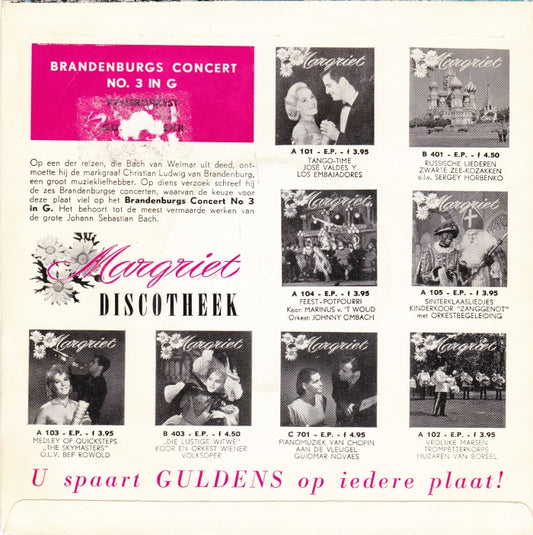 BRANDENBURGS CONCERT
NO. 3 IN G
KAMERORKEST
Op een der reizen, die Bach van Weimar uit deed, ont-
moette hij de markgraaf Christian Ludwig van Brandenburg,
een groot muziekliefhebber. Op diens verzoek schreef hij
de zes Brandenburgse concerten, waarvan de keuze voor
deze plaat viel op het Brandenburgs Concert No 3
in G. Het behoort tot de meest vermaarde werken van
de grote Johann Sebastian Bach.
Margriet
DISCOTHEEK
Margriet
A 101 - E.P. - f 3.95
TANGO-TIME
JOSÉ VALDES Y
LOS EMBAJADORES
Margriet
B 401 - E.P. - f 4.50
RUSSISCHE LIEDEREN
ZWARTE ZEE-KOZAKKEN
o.l.v. SERGEY HORBENKO
Margriet
A 104 - E.P. - f 3.95
FEEST-POTPOURRI
Koor: MARINUS v. 'T WOUD
Orkest: JOHNNY OMBACH
Margriet
A 105 - E.P. - f 3.95
SINTERKLAASLIEDJES
KINDERKOOR "ZANGGENOT"
met ORKESTBEGELEIDING
Margriet
A 103 - E.P. - f 3.95
MEDLEY OF QUICKSTEPS
„THE SKYMASTERS"
O.L.V. BEP ROWOLD
Margriet
B 403 - E.P. - f 4.50
„DIE LUSTIGE WITWE"
KOOR EN ORKEST WIENER
VOLKSOPER
Margriet
C 701 - E.P. - f 4.95
PIANOMUZIEK VAN CHOPIN
AAN DE VLEUGEL
GUIOMAR NOVAES
Margriet
A 102 - E.P. - f 3.95
VROLIJKE MARSEN
TROMPETTERKORPS
HUZAREN VAN BOREEL
U spaart GULDENS op iedere plaat!